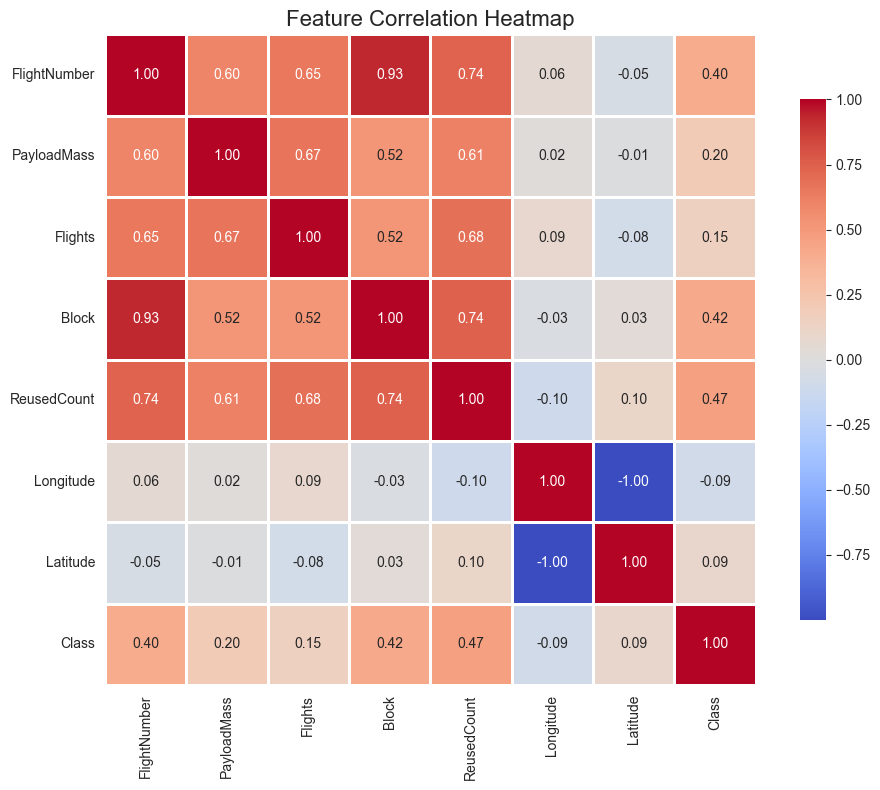 Feature Correlation Heatmap
FlightNumber 1.00 0.60 0.65 0.93 0.74 0.06 -0.05 0.40
PayloadMass 0.60 1.00 0.67 0.52 0.61 0.02 -0.01 0.20
Flights 0.65 0.67 1.00 0.52 0.68 0.09 -0.08 0.15
Block 0.93 0.52 0.52 1.00 0.74 -0.03 0.03 0.42
ReusedCount 0.74 0.61 0.68 0.74 1.00 -0.10 0.10 0.47
Longitude 0.06 0.02 0.09 -0.03 -0.10 1.00 -1.00 -0.09
Latitude -0.05 -0.01 -0.08 0.03 0.10 -1.00 1.00 0.09
Class 0.40 0.20 0.15 0.42 0.47 -0.09 0.09 1.00
FlightNumber PayloadMass Flights Block ReusedCount Longitude Latitude Class
1.00
0.75
0.50
0.25
0.00
−0.25
−0.50
−0.75